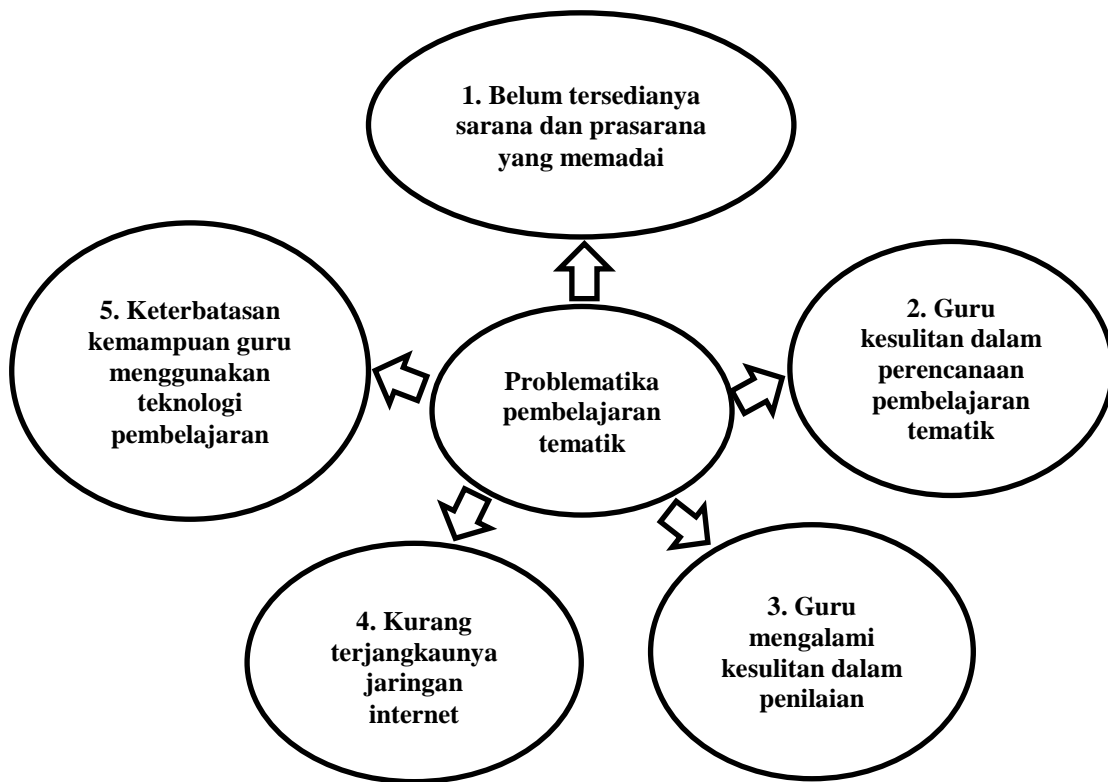 1. Belum tersedianya
sarana dan prasarana
yang memadai
2. Guru
kesulitan dalam
perencanaan
pembelajaran
tematik
3. Guru
mengalami
kesulitan dalam
penilaian
4. Kurang
terjangkaunya
jaringan
internet
5. Keterbatasan
kemampuan guru
menggunakan
teknologi
pembelajaran
Problematika
pembelajaran
tematik